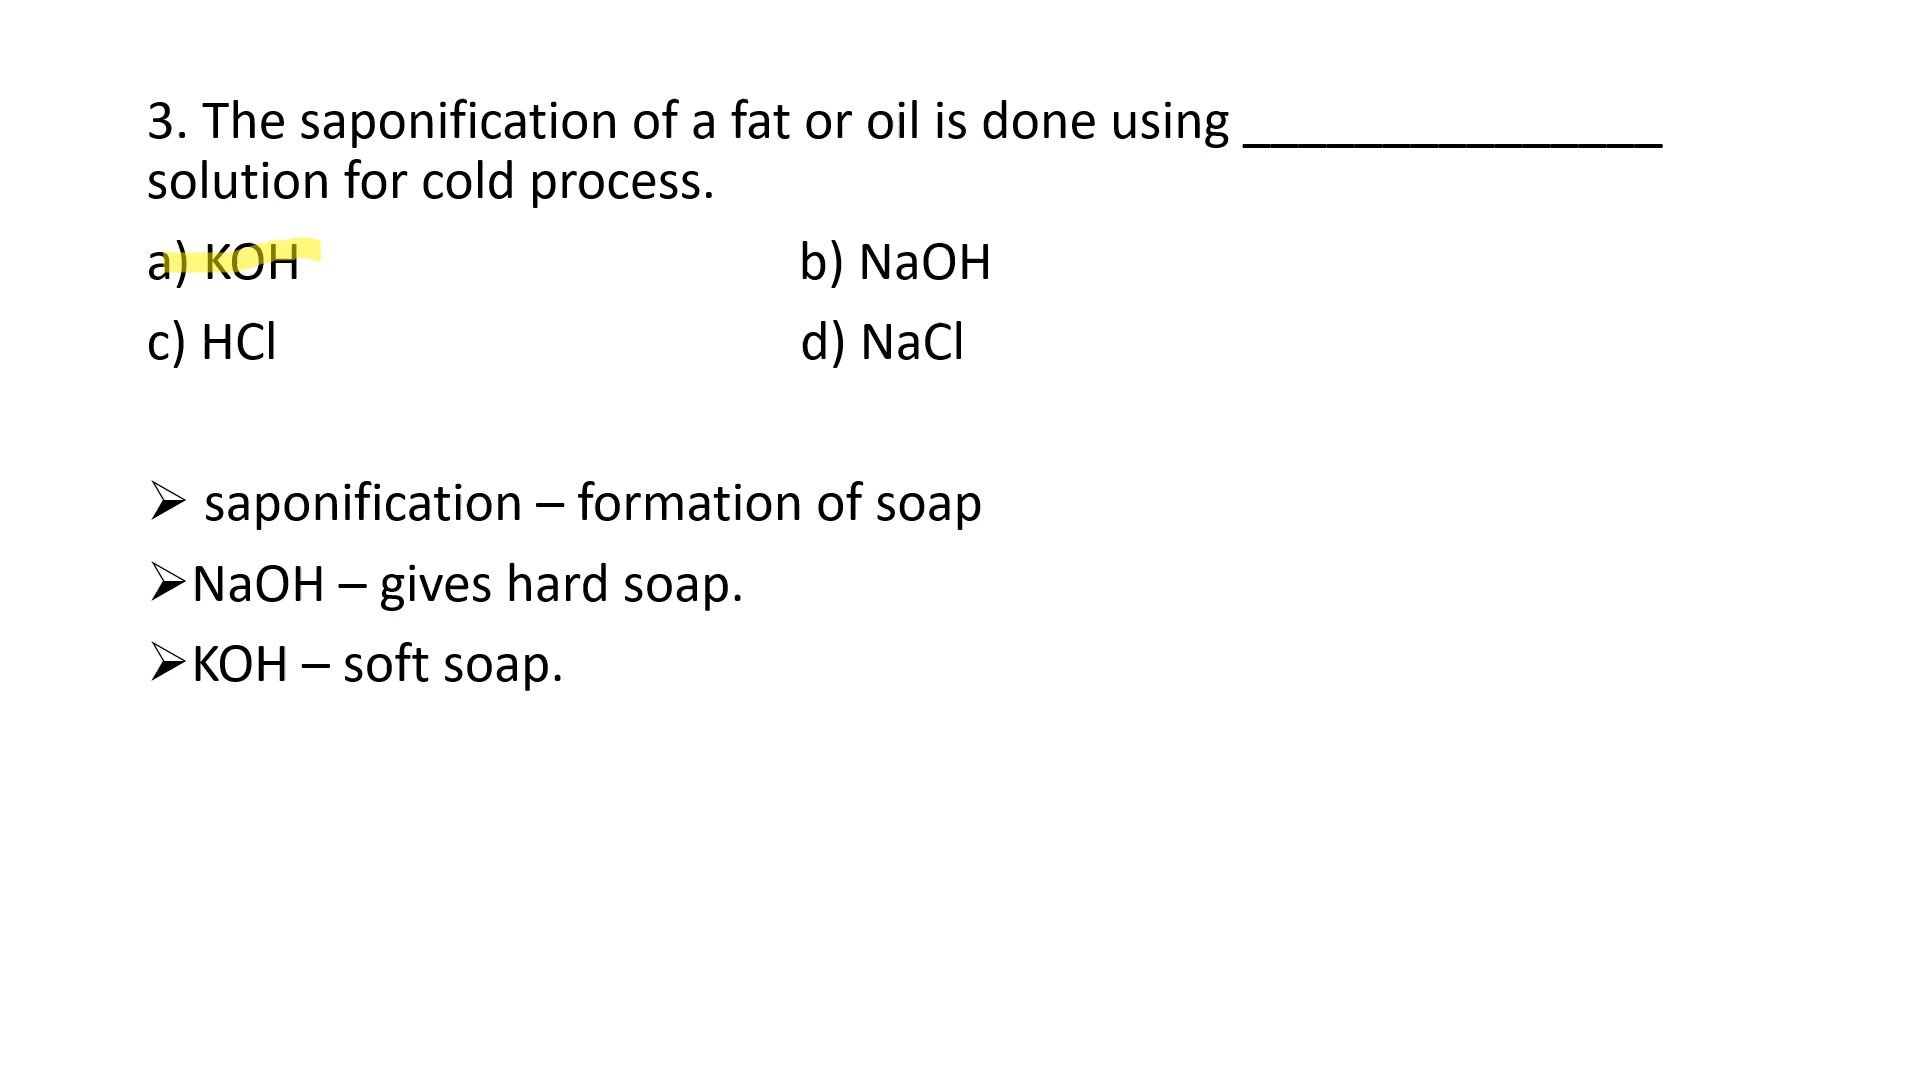 3. The saponification of a fat or oil is done using _______________
solution for cold process.
a) KOH b) NaOH
c) HCl d) NaCl
➢ saponification – formation of soap
➢NaOH – gives hard soap.
➢KOH – soft soap.